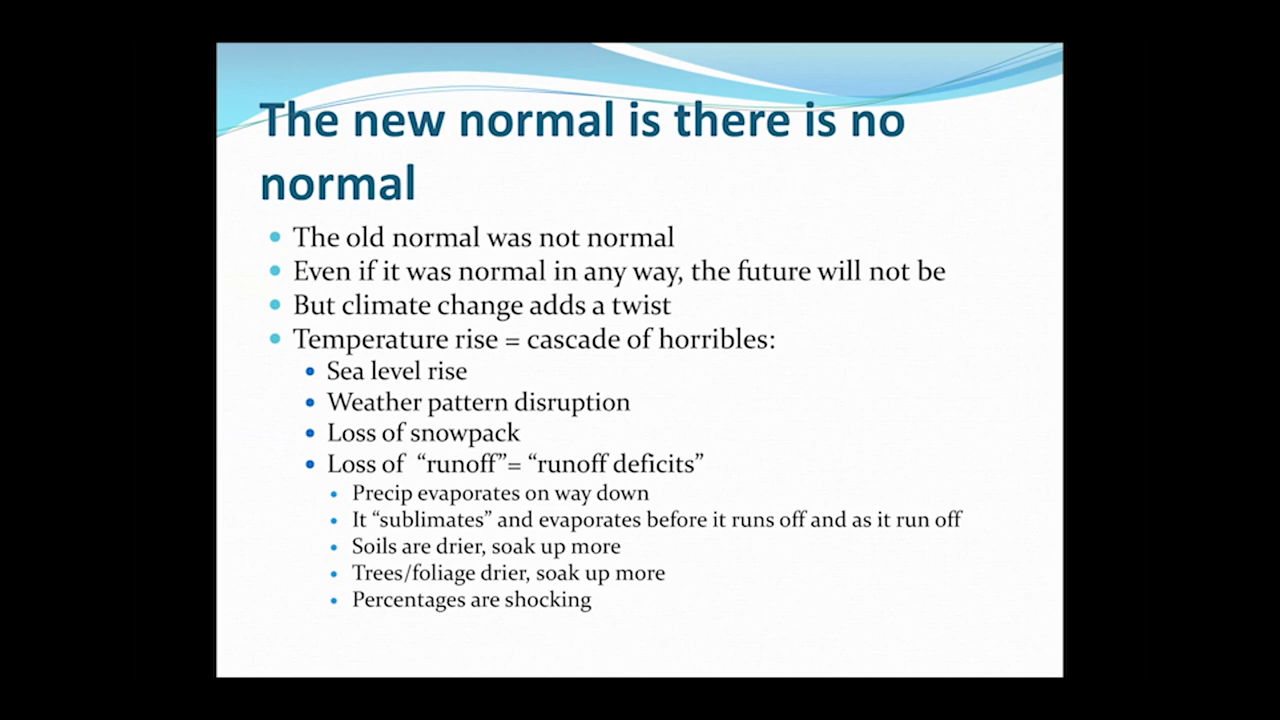 The new normal is there is no
normal
The old normal was not normal
Even if it was normal in any way, the future will not be
But climate change adds a twist
Temperature rise = cascade of horribles:
Sea level rise
Weather pattern disruption
Loss of snowpack
Loss of “runoff”= “runoff deficits”
Precip evaporates on way down
It “sublimates” and evaporates before it runs off and as it run off
Soils are drier, soak up more
Trees/foliage drier, soak up more
Percentages are shocking